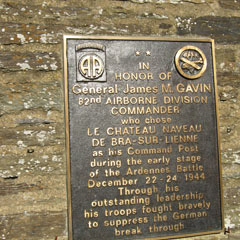 IN
HONOR OF
General James M. GAVIN
82nd AIRBORNE DIVISION
COMMANDER
who chose
LE CHATEAU NAVEAU
DE BRA-SUR-LIENNE
as his Command Post
during the early stage
of the Ardennes Battle
December 22-24 1944.
Through his
outstanding leadership
his troops fought bravely
to suppress the German
break through